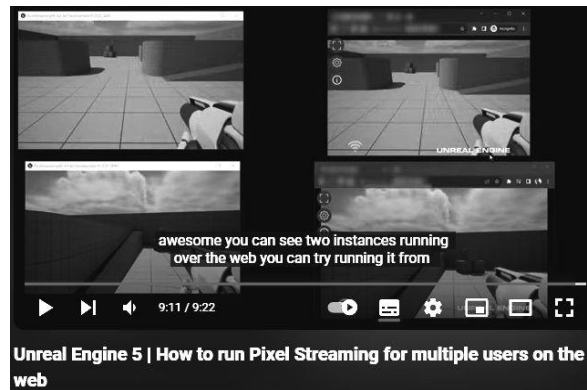 UNREAL ENGINE
awesome you can see two instances running
over the web you can try running it from
9:11 / 9:22
Unreal Engine 5 | How to run Pixel Streaming for multiple users on the
web